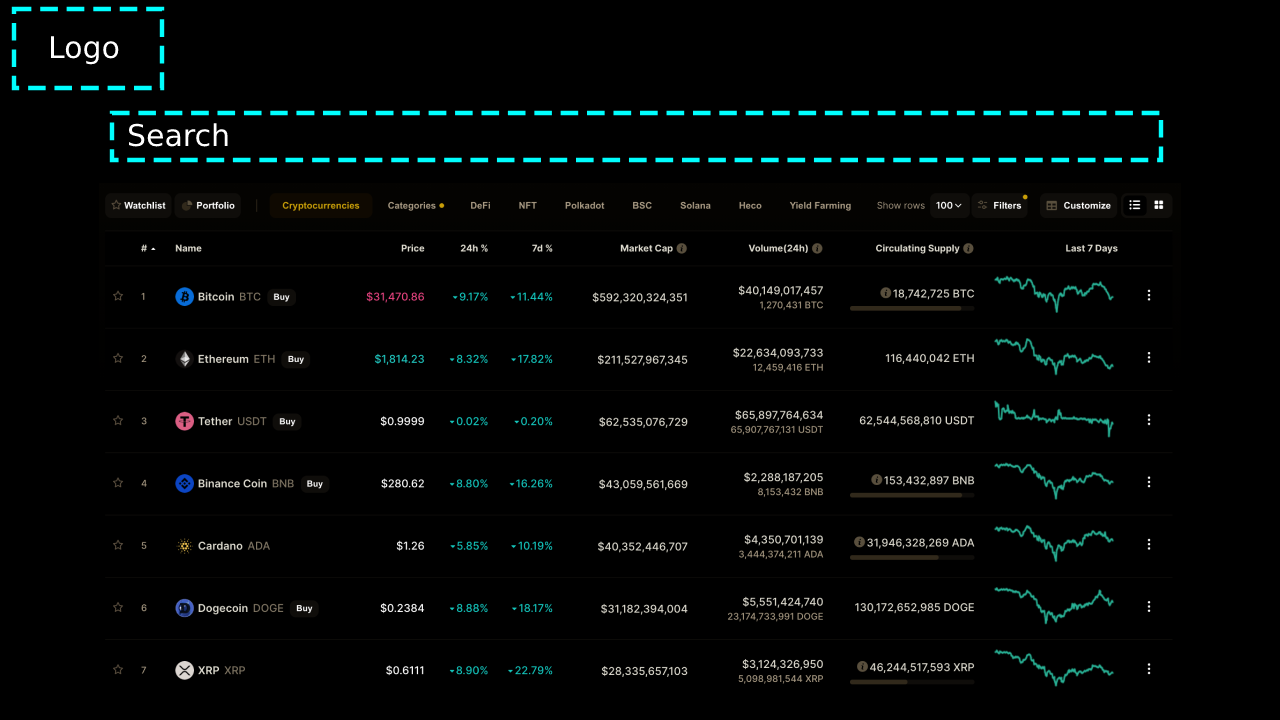 Logo
Search
Watchlist Portfolio Cryptocurrencies Categories DeFi NFT Polkadot BSC Solana Heco Yield Farming Show rows 100 Filters Customize
# Name Price 24h % 7d % Market Cap Volume(24h) Circulating Supply Last 7 Days
1 Bitcoin BTC Buy $31,470.86 9.17% 11.44% $592,320,324,351 $40,149,017,457 18,742,725 BTC
1,270,431 BTC
2 Ethereum ETH Buy $1,814.23 8.32% 17.82% $211,527,967,345 $22,634,093,733 116,440,042 ETH
12,459,416 ETH
3 Tether USDT Buy $0.9999 0.02% 0.20% $62,535,076,729 $65,897,764,634 62,544,568,810 USDT
65,907,767,131 USDT
4 Binance Coin BNB Buy $280.62 8.80% 16.26% $43,059,561,669 $2,288,187,205 153,432,897 BNB
8,153,432 BNB
5 Cardano ADA $1.26 5.85% 10.19% $40,352,446,707 $4,350,701,139 31,946,328,269 ADA
3,444,374,211 ADA
6 Dogecoin DOGE Buy $0.2384 8.88% 18.17% $31,182,394,004 $5,551,424,740 130,172,652,985 DOGE
23,174,733,991 DOGE
7 XRP XRP $0.6111 8.90% 22.79% $28,335,657,103 $3,124,326,950 46,244,517,593 XRP
5,098,981,544 XRP